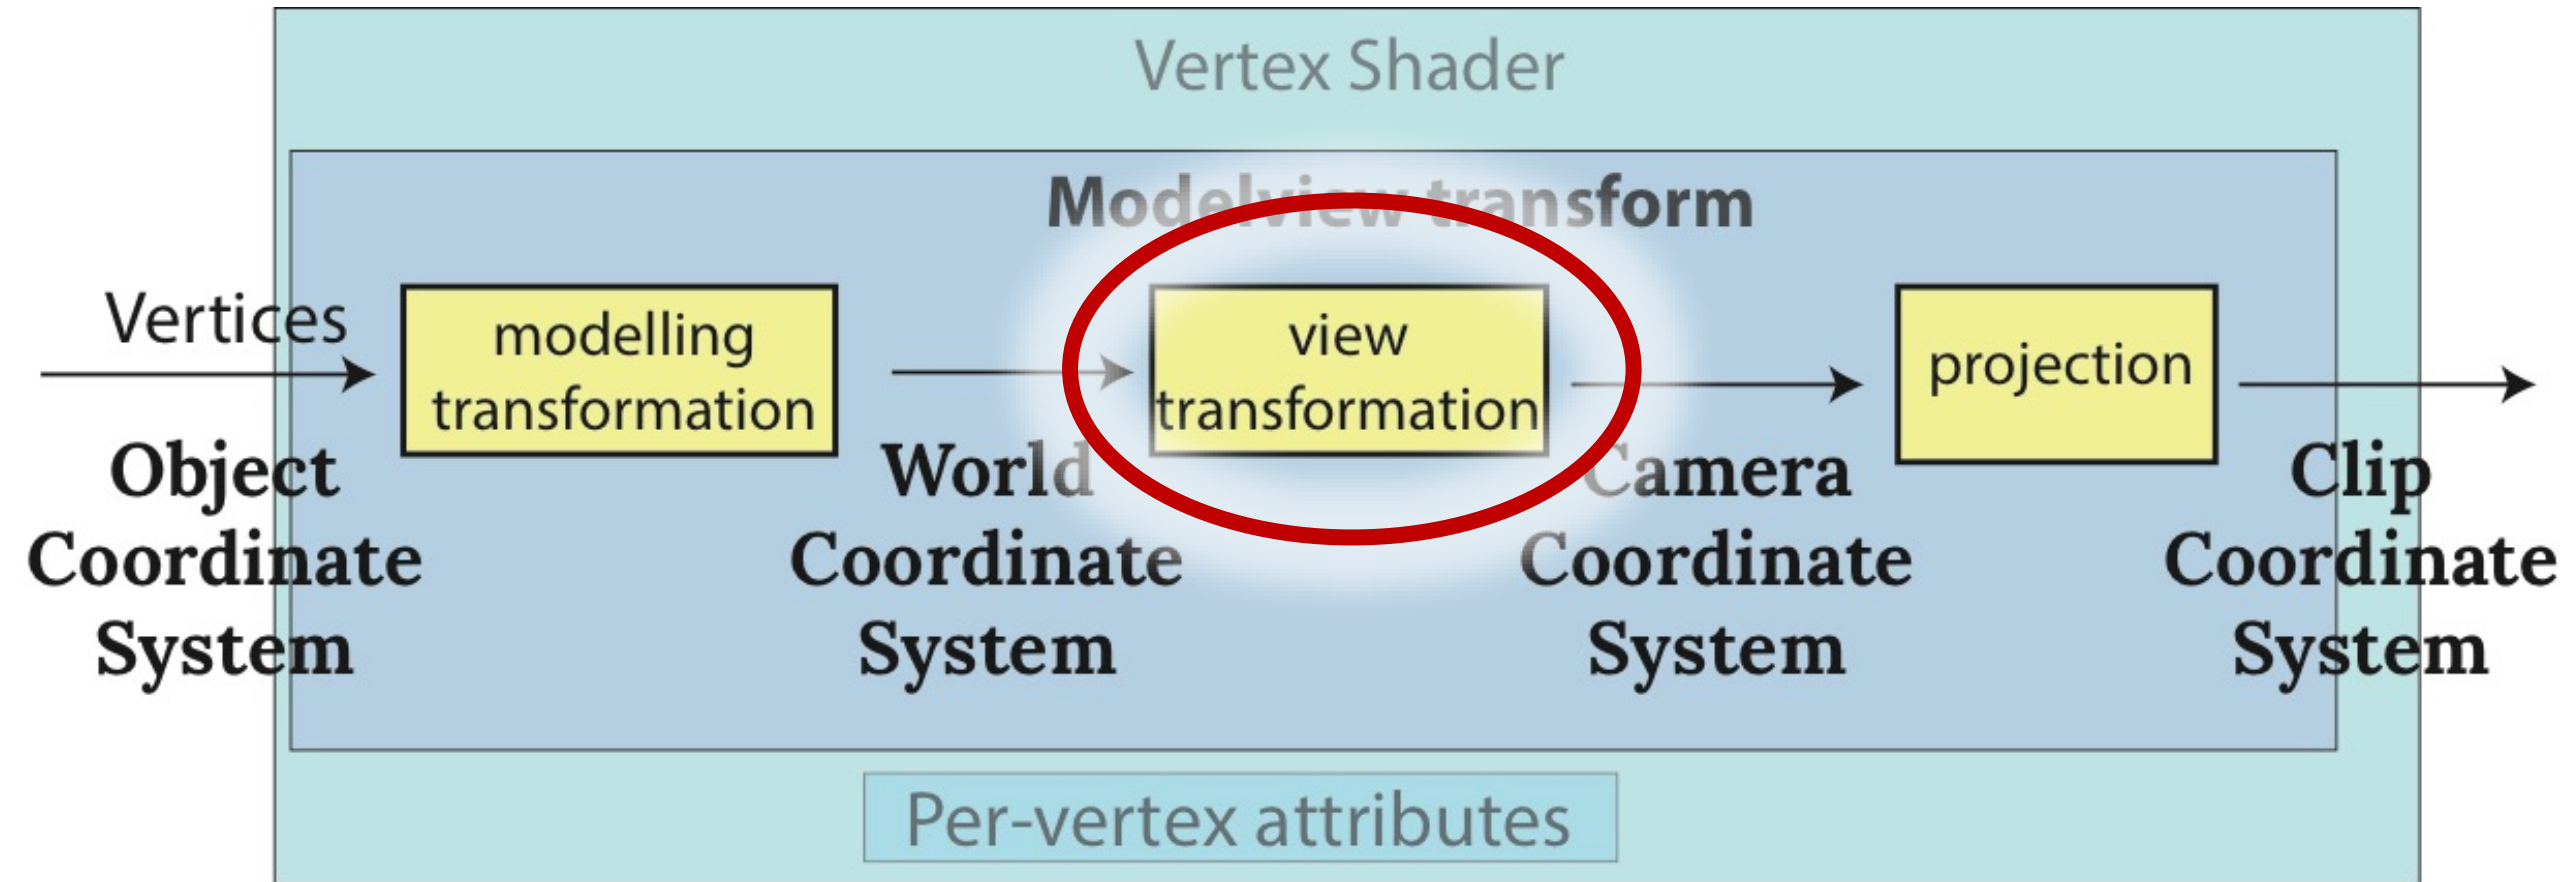 Vertex Shader
Modelview transform
Vertices
modelling
transformation
view
transformation
projection
Object
Coordinate
System
World
Coordinate
System
Camera
Coordinate
System
Clip
Coordinate
System
Per-vertex attributes